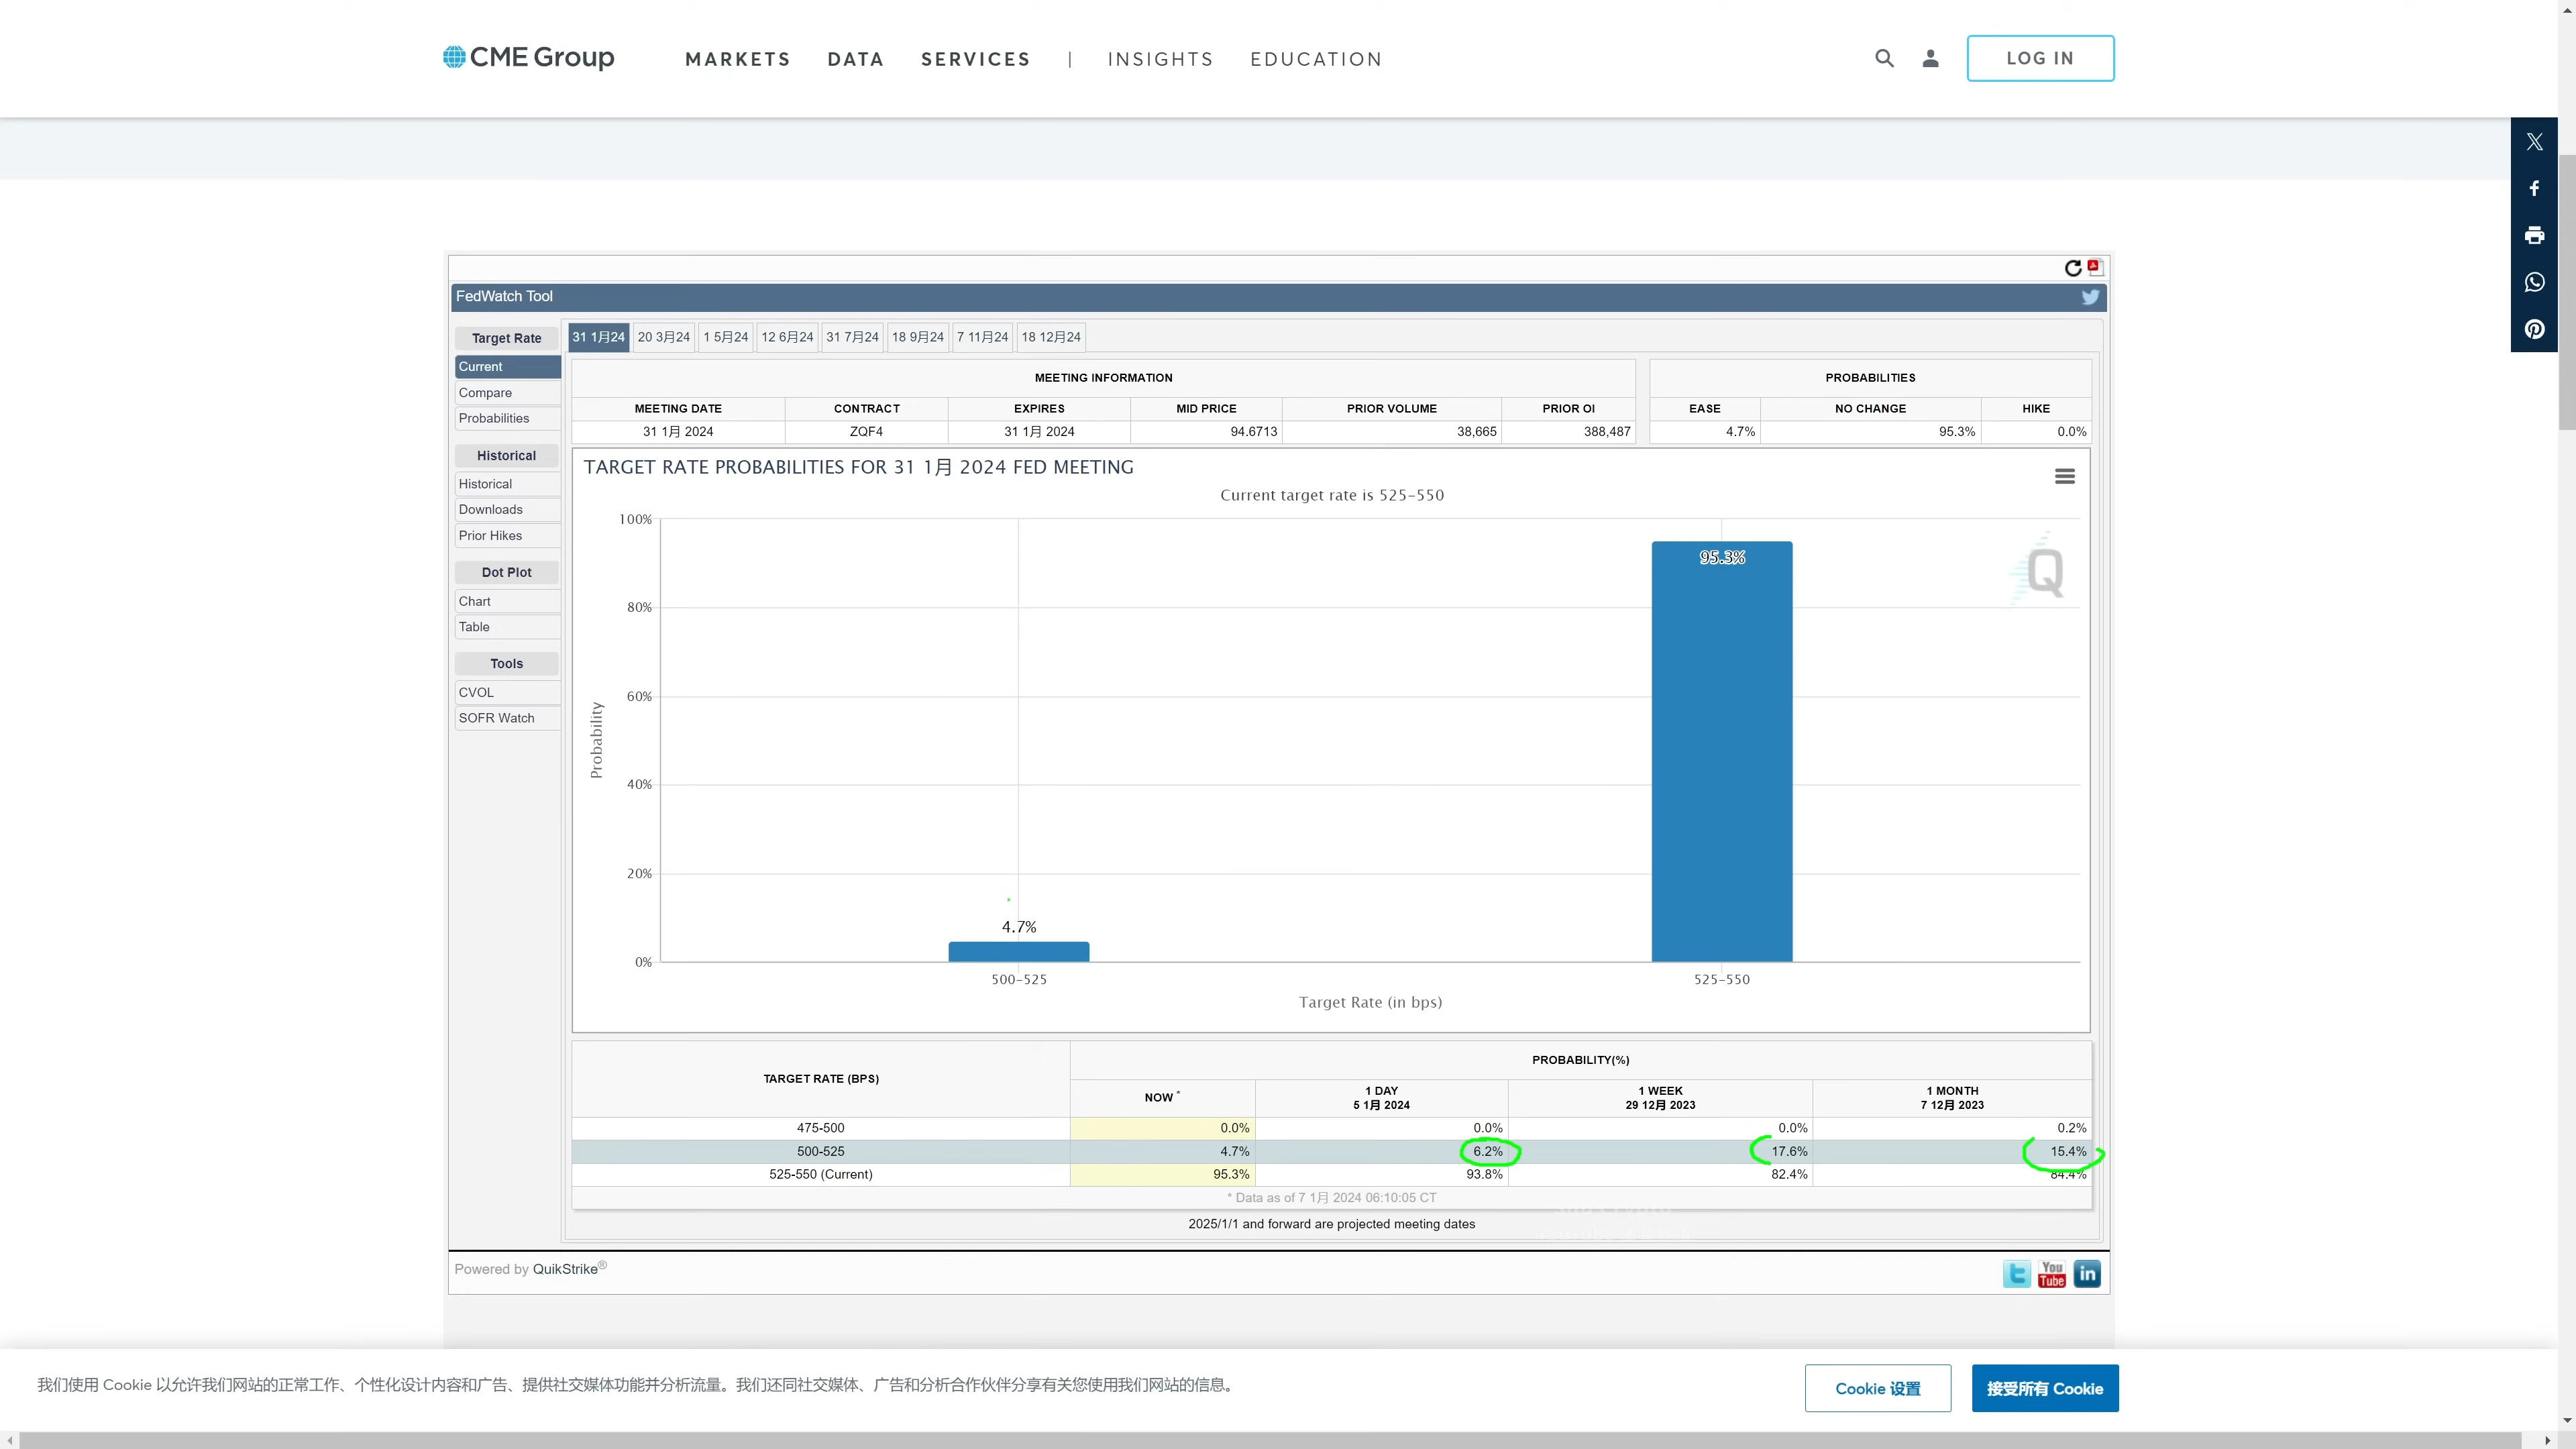 CME Group
MARKETS DATA SERVICES | INSIGHTS EDUCATION
LOG IN
FedWatch Tool
Target Rate
Current
Compare
Probabilities
Historical
Historical
Downloads
Prior Hikes
Dot Plot
Chart
Table
Tools
CVOL
SOFR Watch
31 1月24 20 3月24 1 5月24 12 6月24 31 7月24 18 9月24 7 11月24 18 12月24
MEETING INFORMATION
MEETING DATE CONTRACT EXPIRES MID PRICE PRIOR VOLUME PRIOR OI
31 1月 2024 ZQF4 31 1月 2024 94.6713 38,665 388,487
PROBABILITIES
EASE NO CHANGE HIKE
4.7% 95.3% 0.0%
TARGET RATE PROBABILITIES FOR 31 1月 2024 FED MEETING
Current target rate is 525-550
100%
80%
60%
40%
20%
0%
Probability
Q
95.3%
4.7%
500-525 525-550
Target Rate (in bps)
TARGET RATE (BPS) PROBABILITY(%)
NOW * 1 DAY 1 WEEK 1 MONTH
5 1月 2024 29 12月 2023 7 12月 2023
475-500 0.0% 0.0% 0.0% 0.2%
500-525 4.7% 6.2% 17.6% 15.4%
525-550 (Current) 95.3% 93.8% 82.4% 84.4%
* Data as of 7 1月 2024 06:10:05 CT
2025/1/1 and forward are projected meeting dates
Powered by QuikStrike®
You Tube in
我们使用 Cookie 以允许我们网站的正常工作、个性化设计内容和广告、提供社交媒体功能并分析流量。我们还同社交媒体、广告和分析合作伙伴分享有关您使用我们网站的信息。
Cookie 设置
接受所有 Cookie